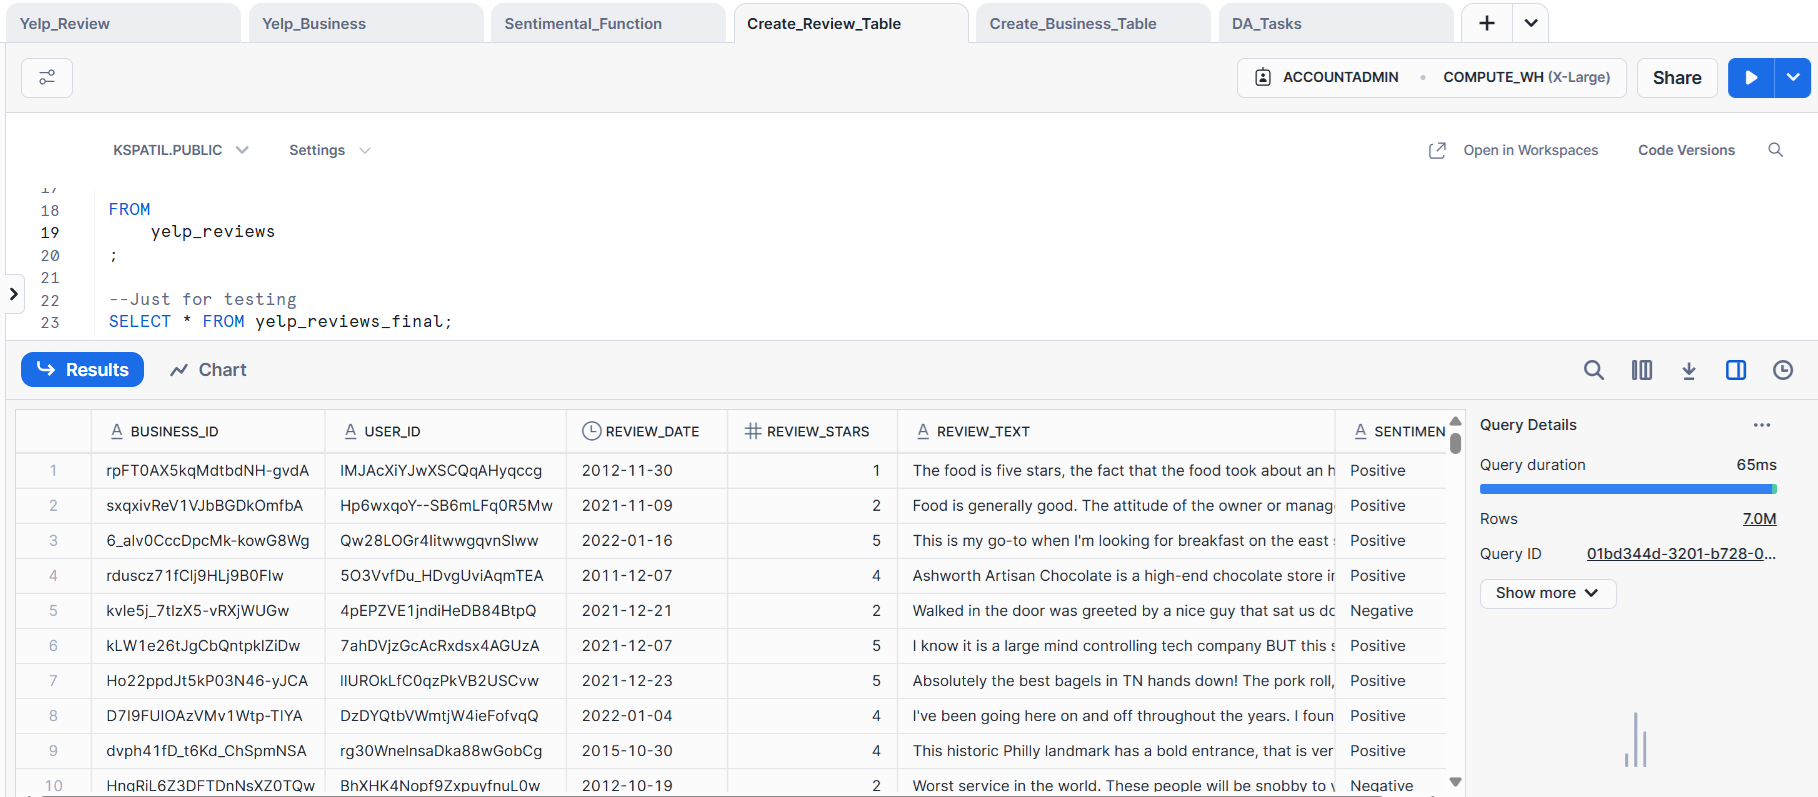 Yelp_Review Yelp_Business Sentimental_Function Create_Review_Table Create_Business_Table DA_Tasks
ACCOUNTADMIN • COMPUTE_WH (X-Large) Share
KSPATIL.PUBLIC Settings Open in Workspaces Code Versions
17
18 FROM
19 yelp_reviews
20 ;
21
22 --Just for testing
23 SELECT * FROM yelp_reviews_final;
Results Chart
BUSINESS_ID USER_ID REVIEW_DATE REVIEW_STARS REVIEW_TEXT SENTIMEN
1 rpFT0AX5kqMdtbdNH-gvdA IMJAcXiYJwXSCQqAHyqccg 2012-11-30 1 The food is five stars, the fact that the food took about an h Positive
2 sxqxivReV1VJbBGDkOmfbA Hp6wxqoY--SB6mLFq0R5Mw 2021-11-09 2 Food is generally good. The attitude of the owner or manag Positive
3 6_alv0CccDpcMk-kowG8Wg Qw28LOGr4IitwwgqvnSlww 2022-01-16 5 This is my go-to when I'm looking for breakfast on the east Positive
4 rduscz71fClj9HLj9B0Flw 5O3VvfDu_HDvgUviAqmTEA 2011-12-07 4 Ashworth Artisan Chocolate is a high-end chocolate store in Positive
5 kvle5j_7tlzX5-vRXjWUGw 4pEPZVE1jndiHeDB84BtpQ 2021-12-21 2 Walked in the door was greeted by a nice guy that sat us do Negative
6 kLW1e26tJgCbQntpklZiDw 7ahDVjzGcAcRxdsx4AGUzA 2021-12-07 5 I know it is a large mind controlling tech company BUT this s Positive
7 Ho22ppdJt5kP03N46-yJCA IlUROkLfC0qzPkVB2USCvw 2021-12-23 5 Absolutely the best bagels in TN hands down! The pork roll, Positive
8 D7I9FUIOAzVMv1Wtp-TIYA DzDYQtbVWmtjW4ieFofvqQ 2022-01-04 4 I've been going here on and off throughout the years. I foun Positive
9 dvph41fD_t6Kd_ChSpmNSA rg30WneInsaDka88wGobCg 2015-10-30 4 This historic Philly landmark has a bold entrance, that is ver Positive
10 HnqRiL6Z3DFTDnNsXZ0TQw BhXHK4Nopf9ZxpuyfnuL0w 2012-10-19 2 Worst service in the world. These people will be snobby to Negative
Query Details
Query duration 65ms
Rows 7.0M
Query ID 01bd344d-3201-b728-0...
Show more